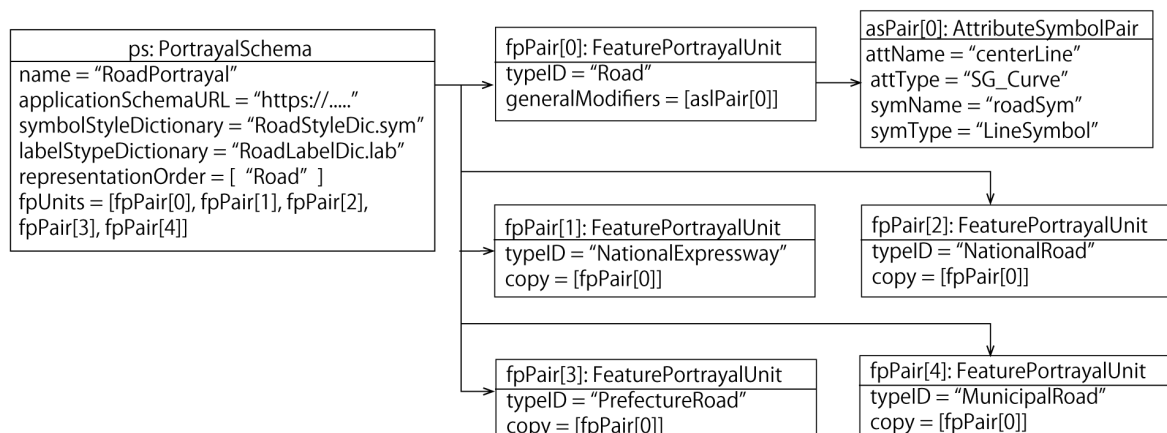 ps: PortrayalSchema
name = “RoadPortrayal”
applicationSchemaURL = “https://.....”
symbolStyleDictionary = “RoadStyleDic.sym”
labelStypeDictionary = “RoadLabelDic.lab”
representationOrder = [ “Road” ]
fpUnits = [fpPair[0], fpPair[1], fpPair[2],
fpPair[3], fpPair[4]]
fpPair[0]: FeaturePortrayalUnit
typeID = “Road”
generalModifiers = [aslPair[0]]
asPair[0]: AttributeSymbolPair
attName = “centerLine”
attType = “SG_Curve”
symName = “roadSym”
symType = “LineSymbol”
fpPair[1]: FeaturePortrayalUnit
typeID = “NationalExpressway”
copy = [fpPair[0]]
fpPair[2]: FeaturePortrayalUnit
typeID = “NationalRoad”
copy = [fpPair[0]]
fpPair[3]: FeaturePortrayalUnit
typeID = “PrefectureRoad”
copy = [fpPair[0]]
fpPair[4]: FeaturePortrayalUnit
typeID = “MunicipalRoad”
copy = [fpPair[0]]